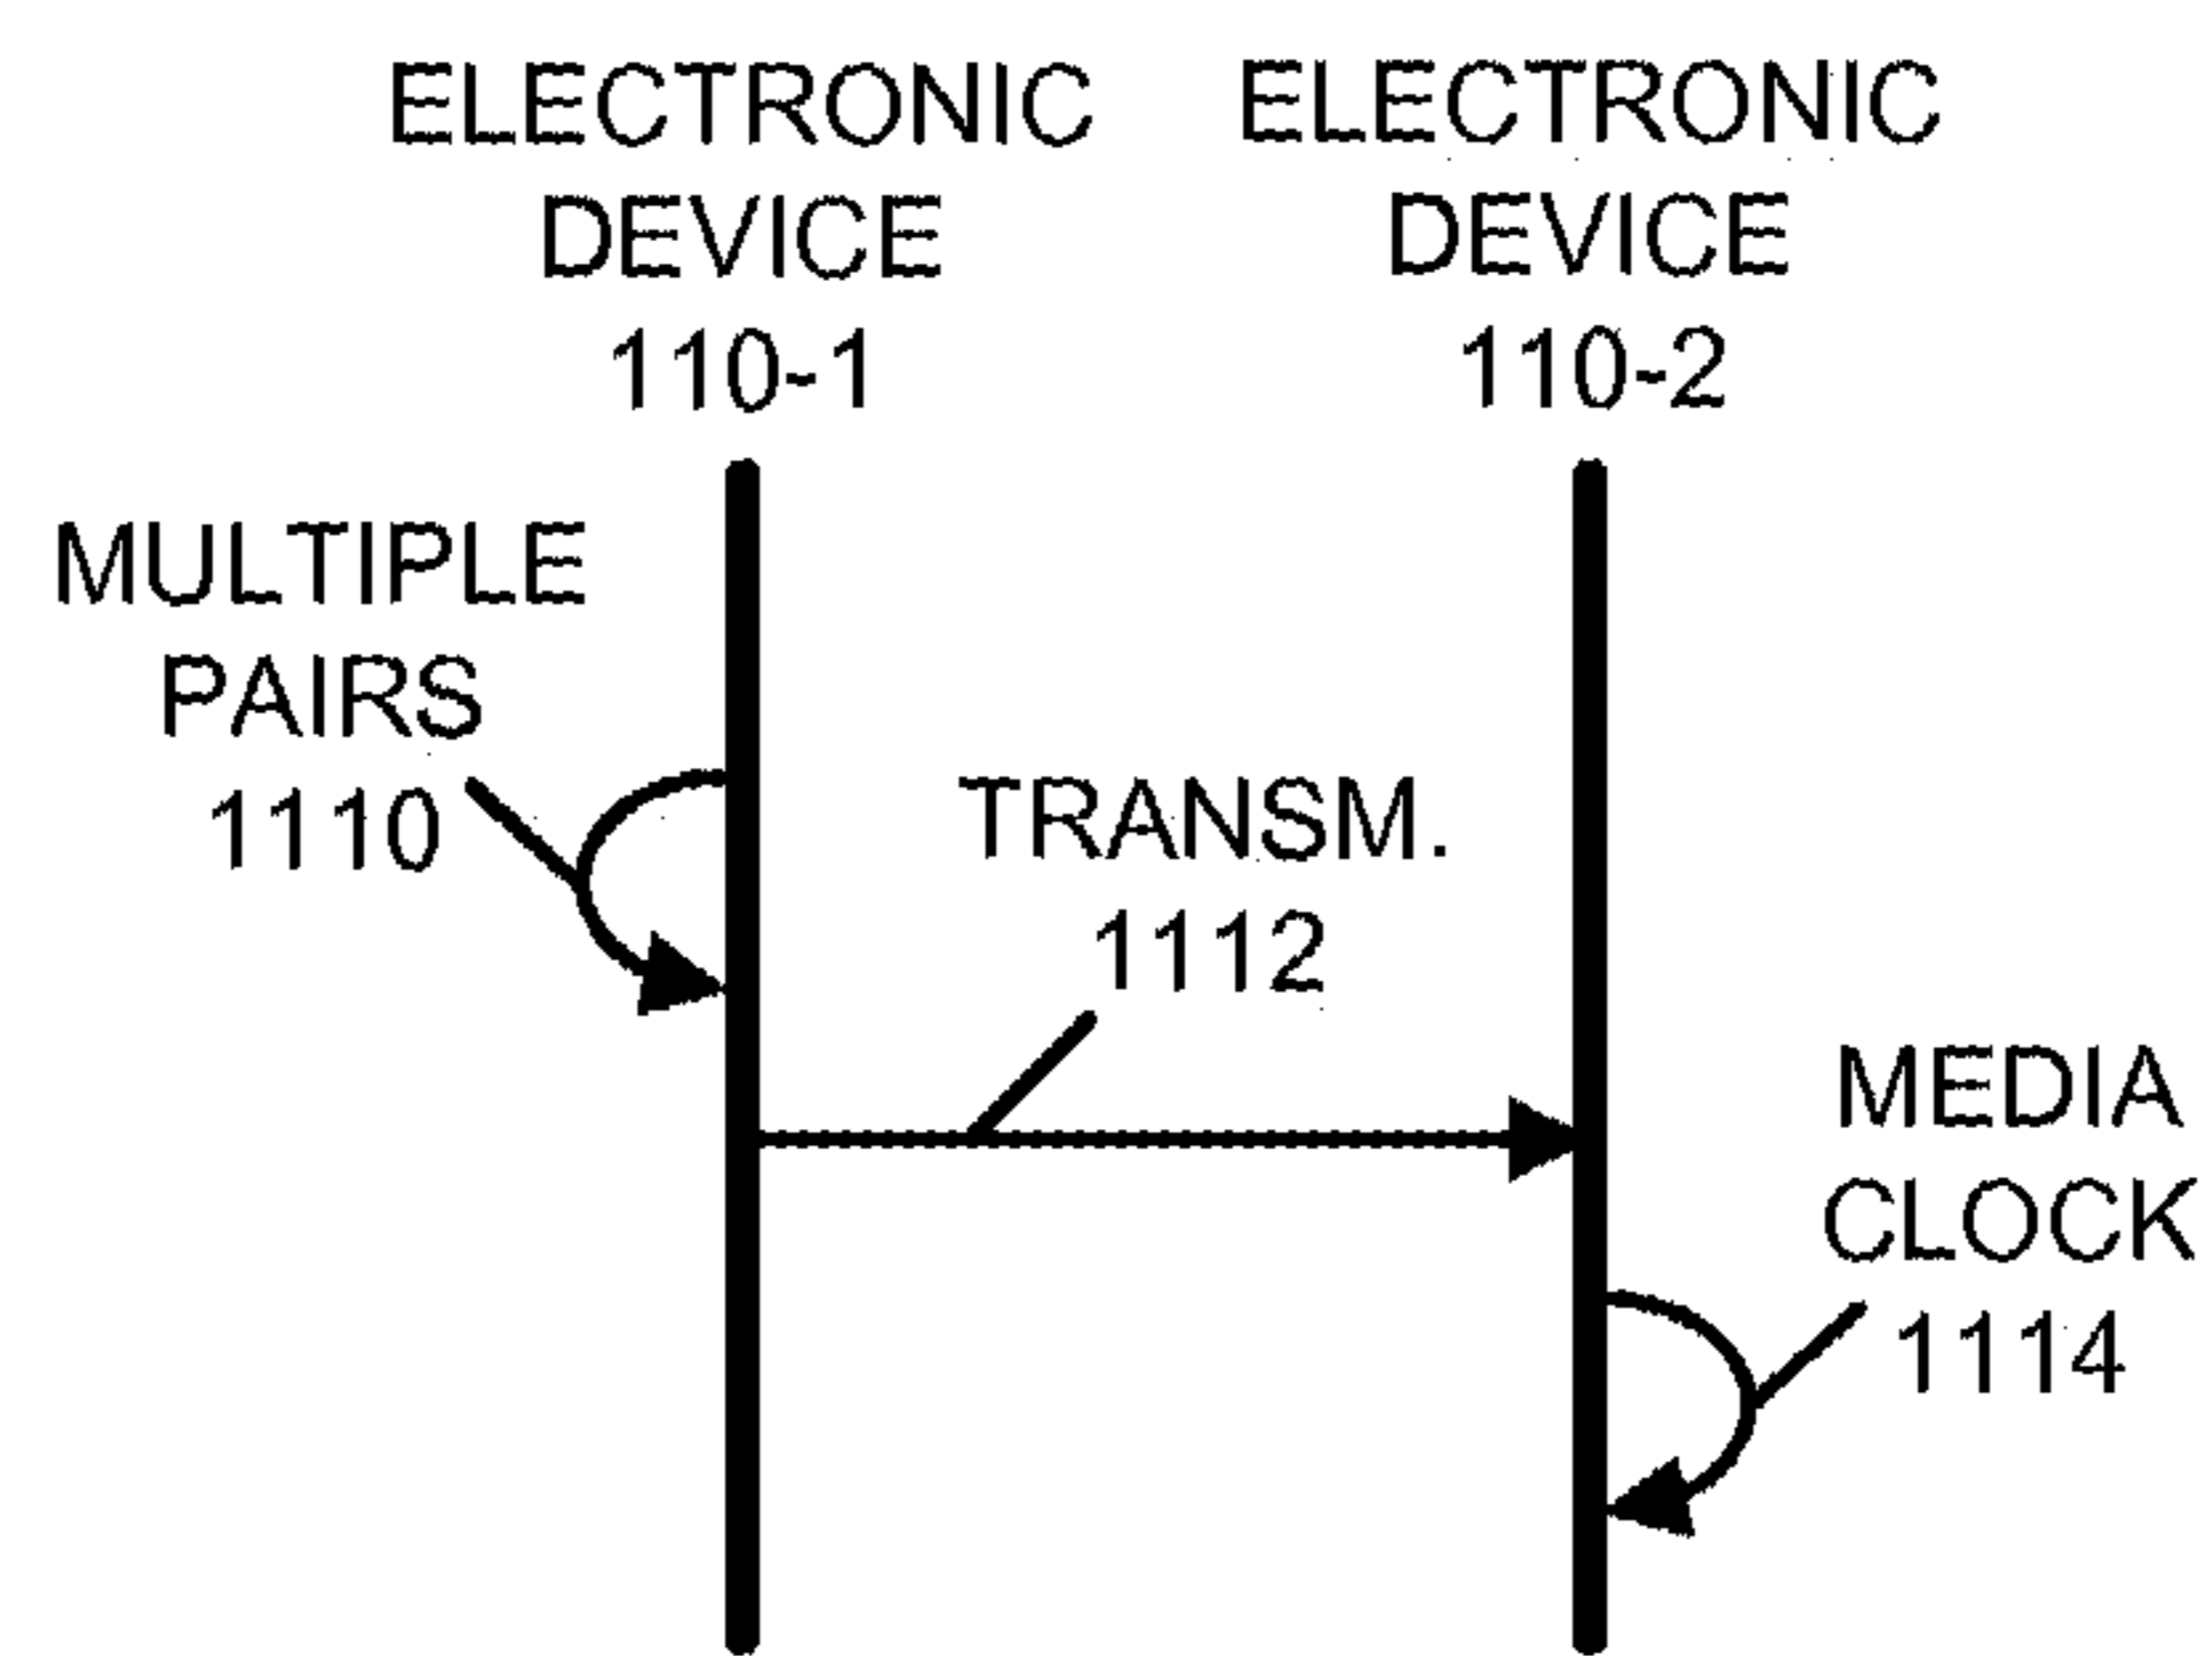 ELECTRONIC
DEVICE
110-1
ELECTRONIC
DEVICE
110-2
MULTIPLE
PAIRS
1110
TRANSM.
1112
MEDIA
CLOCK
1114